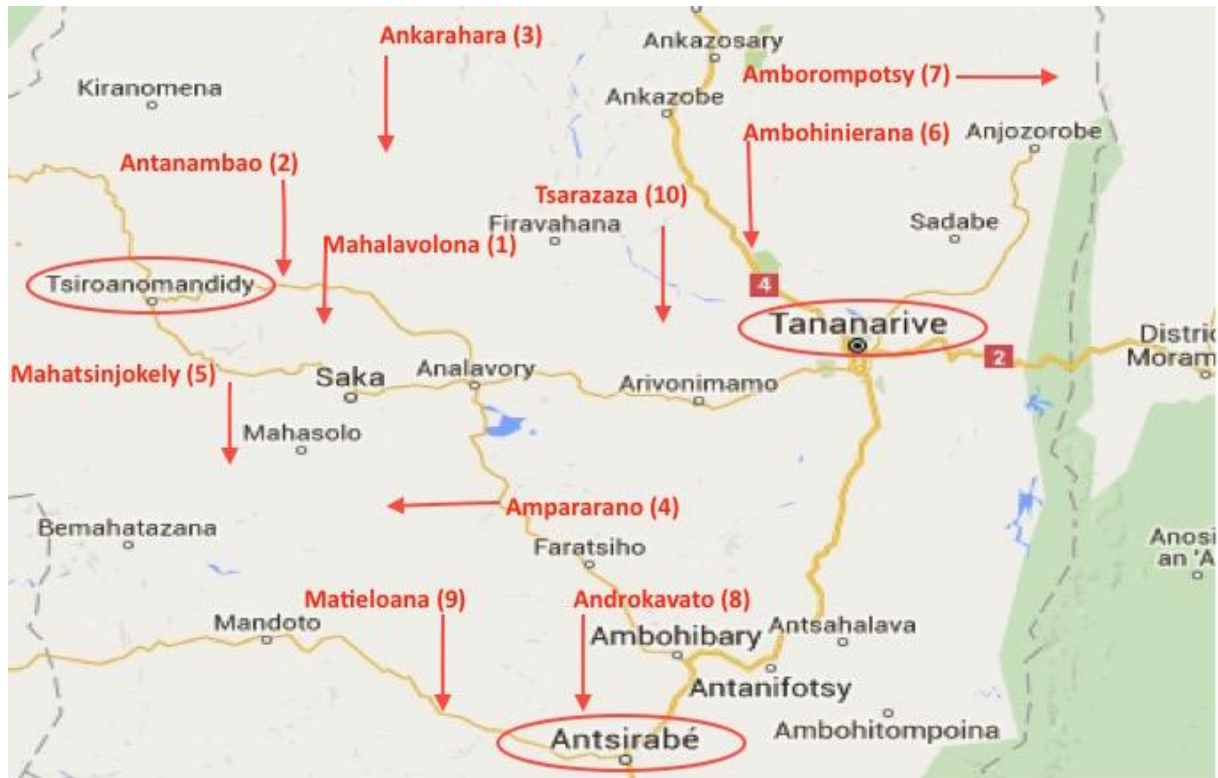 Ankarahara (3)
Ankazosary
Amborompotsy (7)
Kiranomena
Ankazobe
Ambohinierana (6)
Anjozorobe
Antanambao (2)
Tsarazaza (10)
Firavahana
Sadabe
Mahalavolona (1)
Tsiroanomandidy
4
Tananarive
Distric
Moram
2
Mahatsinjokely (5)
Saka
Analavory
Arivonimamo
Mahasolo
Ampararano (4)
Bemahatazana
Faratsiho
Anosi
an 'A
Matieloana (9)
Androkavato (8)
Mandoto
Ambohibary
Antsahalava
Antanifotsy
Ambohitompoina
Antsirabé